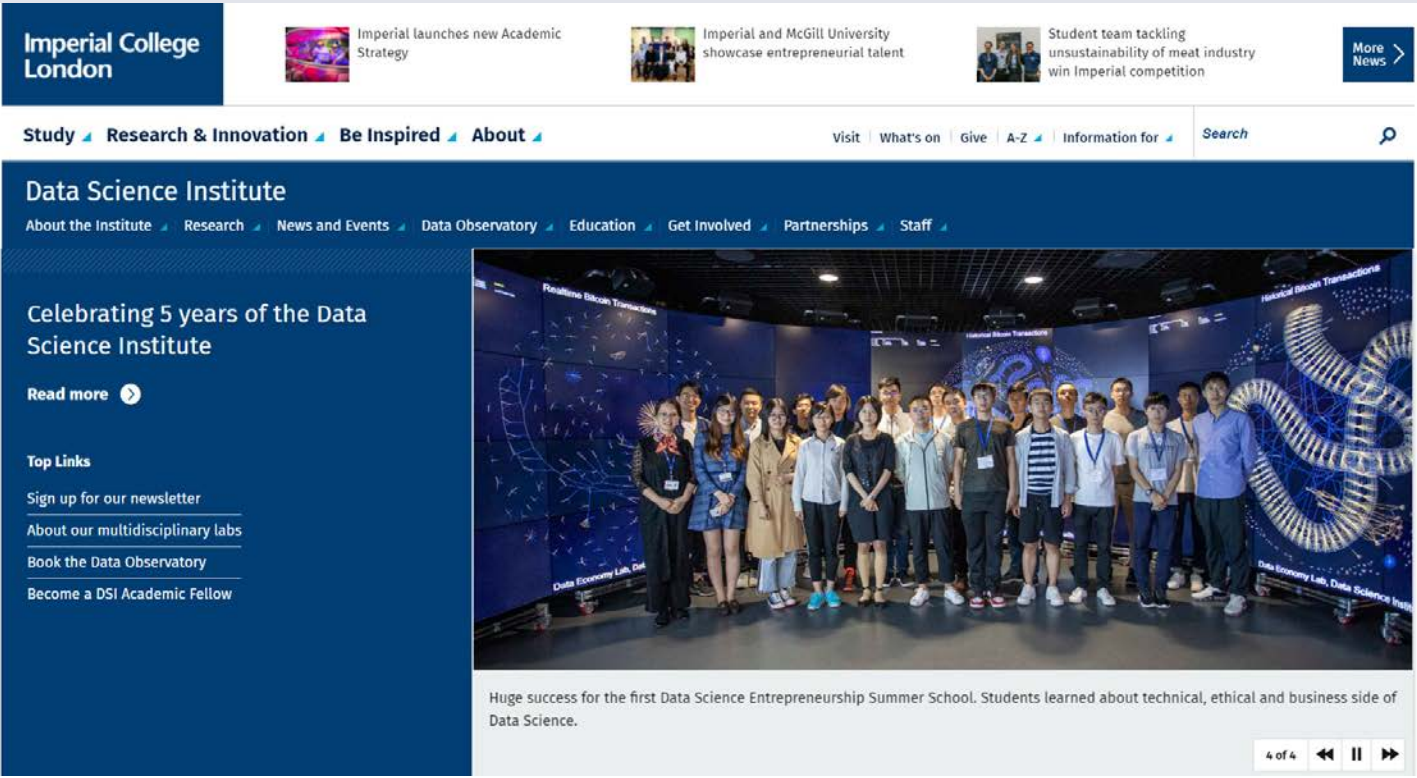 Imperial College
London
Imperial launches new Academic
Strategy
Imperial and McGill University
showcase entrepreneurial talent
Student team tackling
unsustainability of meat industry
win Imperial competition
More
News
Study Research & Innovation Be Inspired About
Visit What's on Give A-Z Information for Search
Data Science Institute
About the Institute Research News and Events Data Observatory Education Get Involved Partnerships Staff
Celebrating 5 years of the Data
Science Institute
Read more
Top Links
Sign up for our newsletter
About our multidisciplinary labs
Book the Data Observatory
Become a DSI Academic Fellow
Realtime Bitcoin Transactions
Historical Bitcoin Transactions
Historical Bitcoin Transactions
Data Economy Lab,
Data Economy Lab, Data Science
Huge success for the first Data Science Entrepreneurship Summer School. Students learned about technical, ethical and business side of
Data Science.
4 of 4